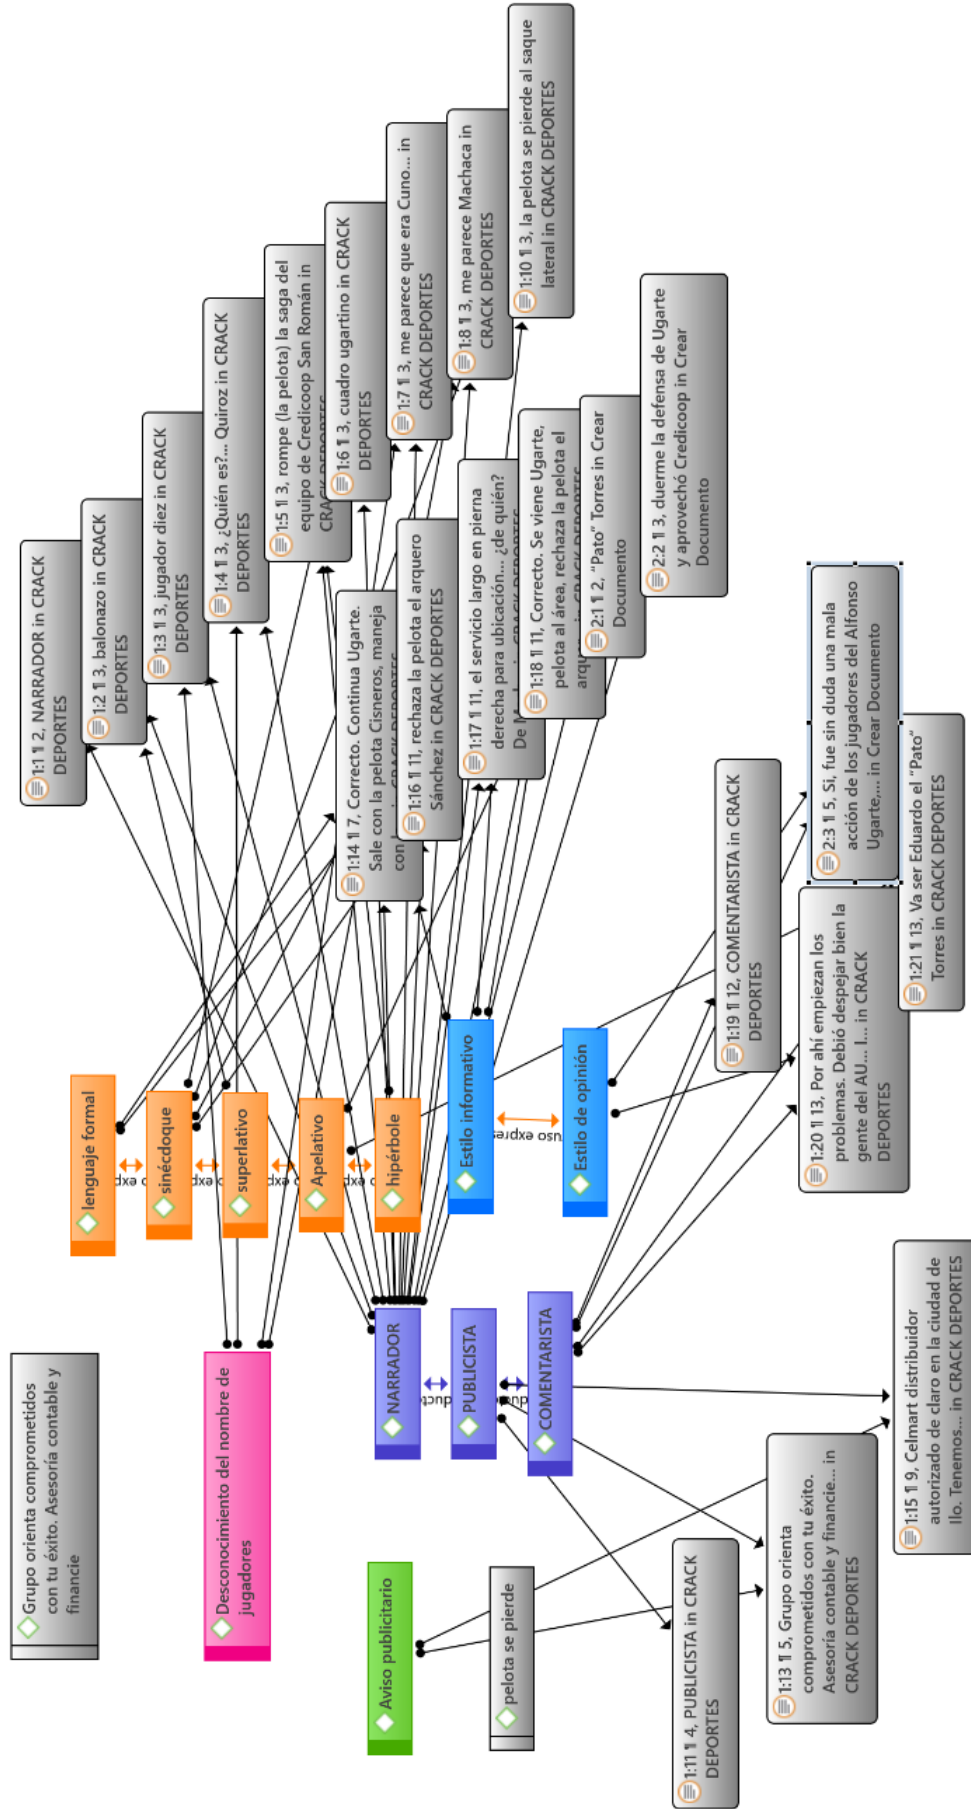 Grupo orienta comprometidos
con tu éxito. Asesoría contable y
financie
Desconocimiento del nombre de
jugadores
Aviso publicitario
pelota se pierde
NARRADOR
PUBLICISTA
COMENTARISTA
lenguaje formal
sinécdoque
superlativo
Apelativo
hipérbole
Estilo informativo
uso expres
Estilo de opinión
1:1 ¶ 2, NARRADOR in CRACK
DEPORTES
1:2 ¶ 3, balonazo in CRACK
DEPORTES
1:3 ¶ 3, jugador diez in CRACK
DEPORTES
1:4 ¶ 3, ¿Quién es?... Quiroz in CRACK
DEPORTES
1:5 ¶ 3, rompe (la pelota) la saga del
equipo de Credicoop San Román in
CRACK DEPORTES
1:6 ¶ 3, cuadro ugartino in CRACK
DEPORTES
1:7 ¶ 3, me parece que era Cuno... in
CRACK DEPORTES
1:8 ¶ 3, me parece Machaca in
CRACK DEPORTES
1:10 ¶ 3, la pelota se pierde al saque
lateral in CRACK DEPORTES
1:14 ¶ 7, Correcto. Continua Ugarte.
Sale con la pelota Cisneros, maneja
con
1:16 ¶ 11, rechaza la pelota el arquero
Sánchez in CRACK DEPORTES
1:17 ¶ 11, el servicio largo en pierna
derecha para ubicación... ¿de quién?
De
1:18 ¶ 11, Correcto. Se viene Ugarte,
pelota al área, rechaza la pelota el
arqu
2:1 ¶ 2, "Pato" Torres in Crear
Documento
2:2 ¶ 3, duerme la defensa de Ugarte
y aprovechó Credicoop in Crear
Documento
1:19 ¶ 12, COMENTARISTA in CRACK
DEPORTES
1:20 ¶ 13, Por ahí empiezan los
problemas. Debió despejar bien la
gente del AU... l... in CRACK
DEPORTES
2:3 ¶ 5, Si, fue sin duda una mala
acción de los jugadores del Alfonso
Ugarte,... in Crear Documento
1:21 ¶ 13, Va ser Eduardo el "Pato"
Torres in CRACK DEPORTES
1:11 ¶ 4, PUBLICISTA in CRACK
DEPORTES
1:13 ¶ 5, Grupo orienta
comprometidos con tu éxito.
Asesoría contable y financie... in
CRACK DEPORTES
1:15 ¶ 9, Celmart distribuidor
autorizado de claro en la ciudad de
Ilo. Tenemos... in CRACK DEPORTES